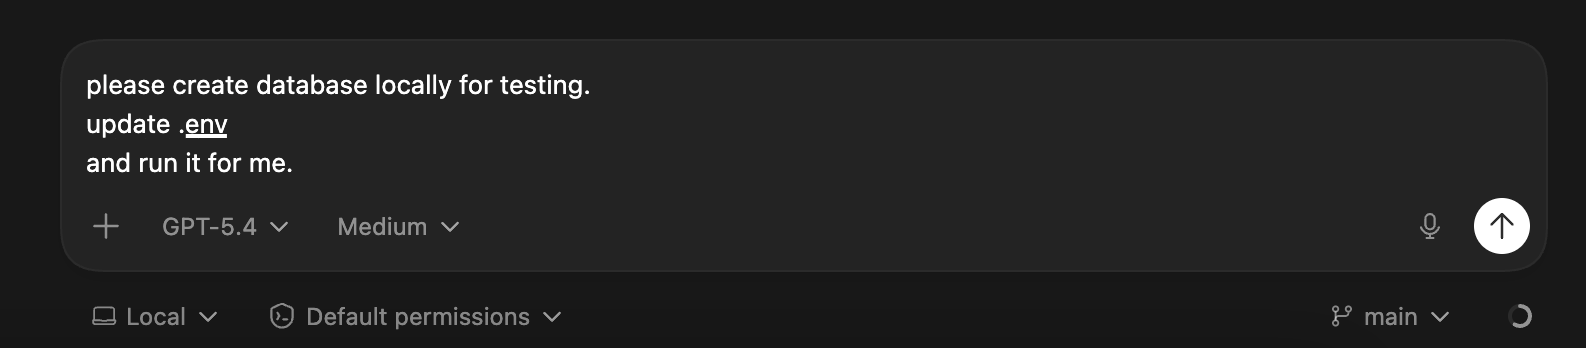 please create database locally for testing.
update .env
and run it for me.
GPT-5.4 Medium
Local Default permissions main